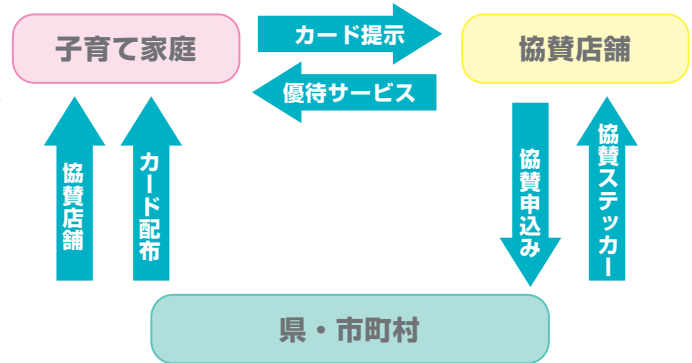 子育て家庭
カード提示
協賛店舗
優待サービス
協賛店舗
カード配布
協賛申込み
協賛ステッカー
県・市町村